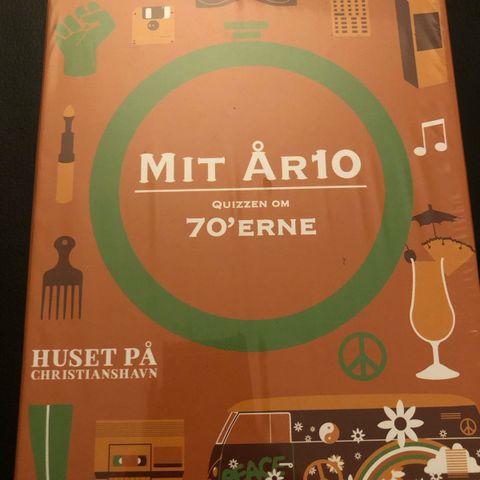 MIT ÅR10
QUIZZEN OM
70'ERNE
HUSET PÅ
CHRISTIANSHAVN
PEACE